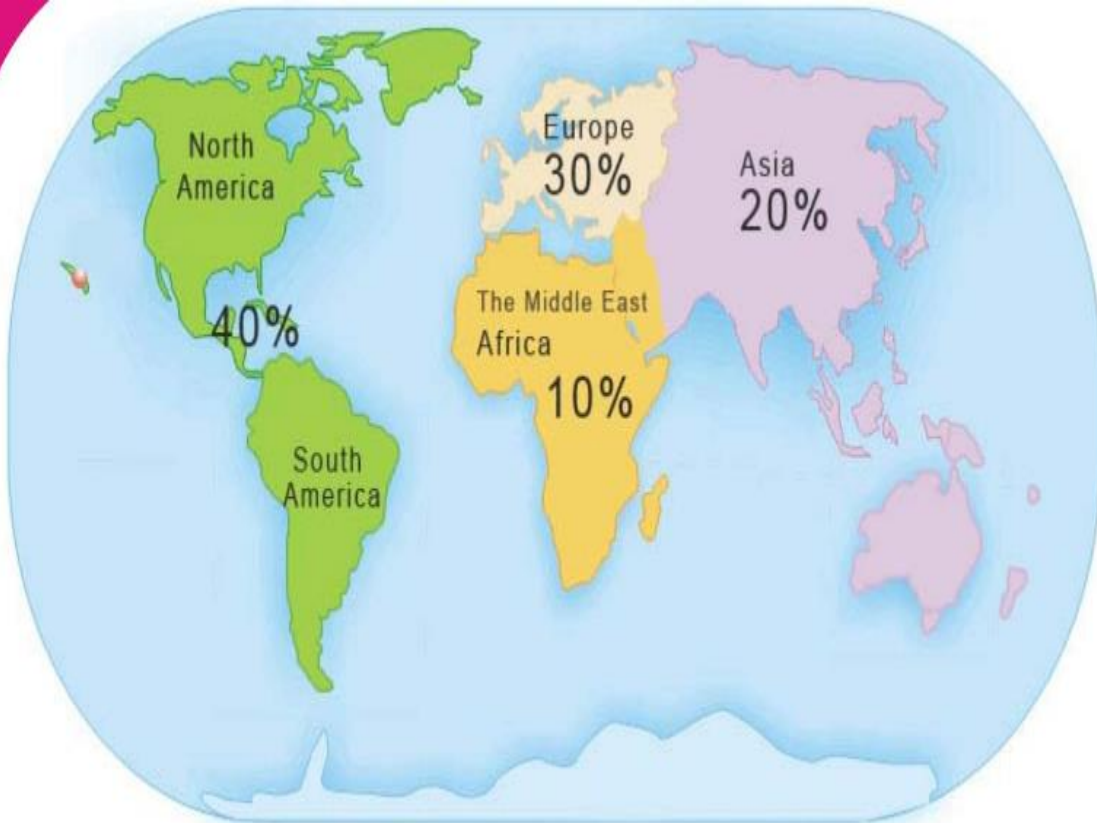 North
America
40%
South
America
Europe
30%
The Middle East
Africa
10%
Asia
20%